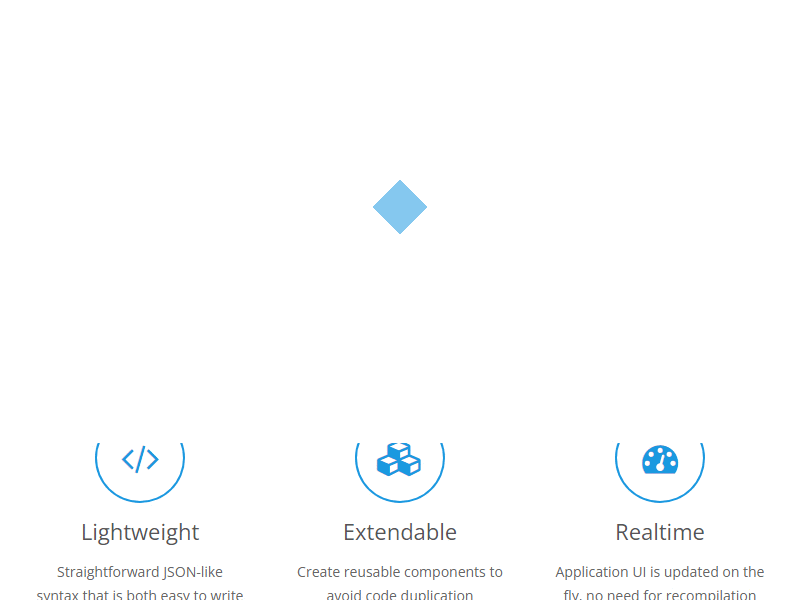 Lightweight
Extendable
Realtime
Straightforward JSON-like
syntax that is both easy to write
Create reusable components to
avoid code duplication
Application UI is updated on the
fly, no need for recompilation